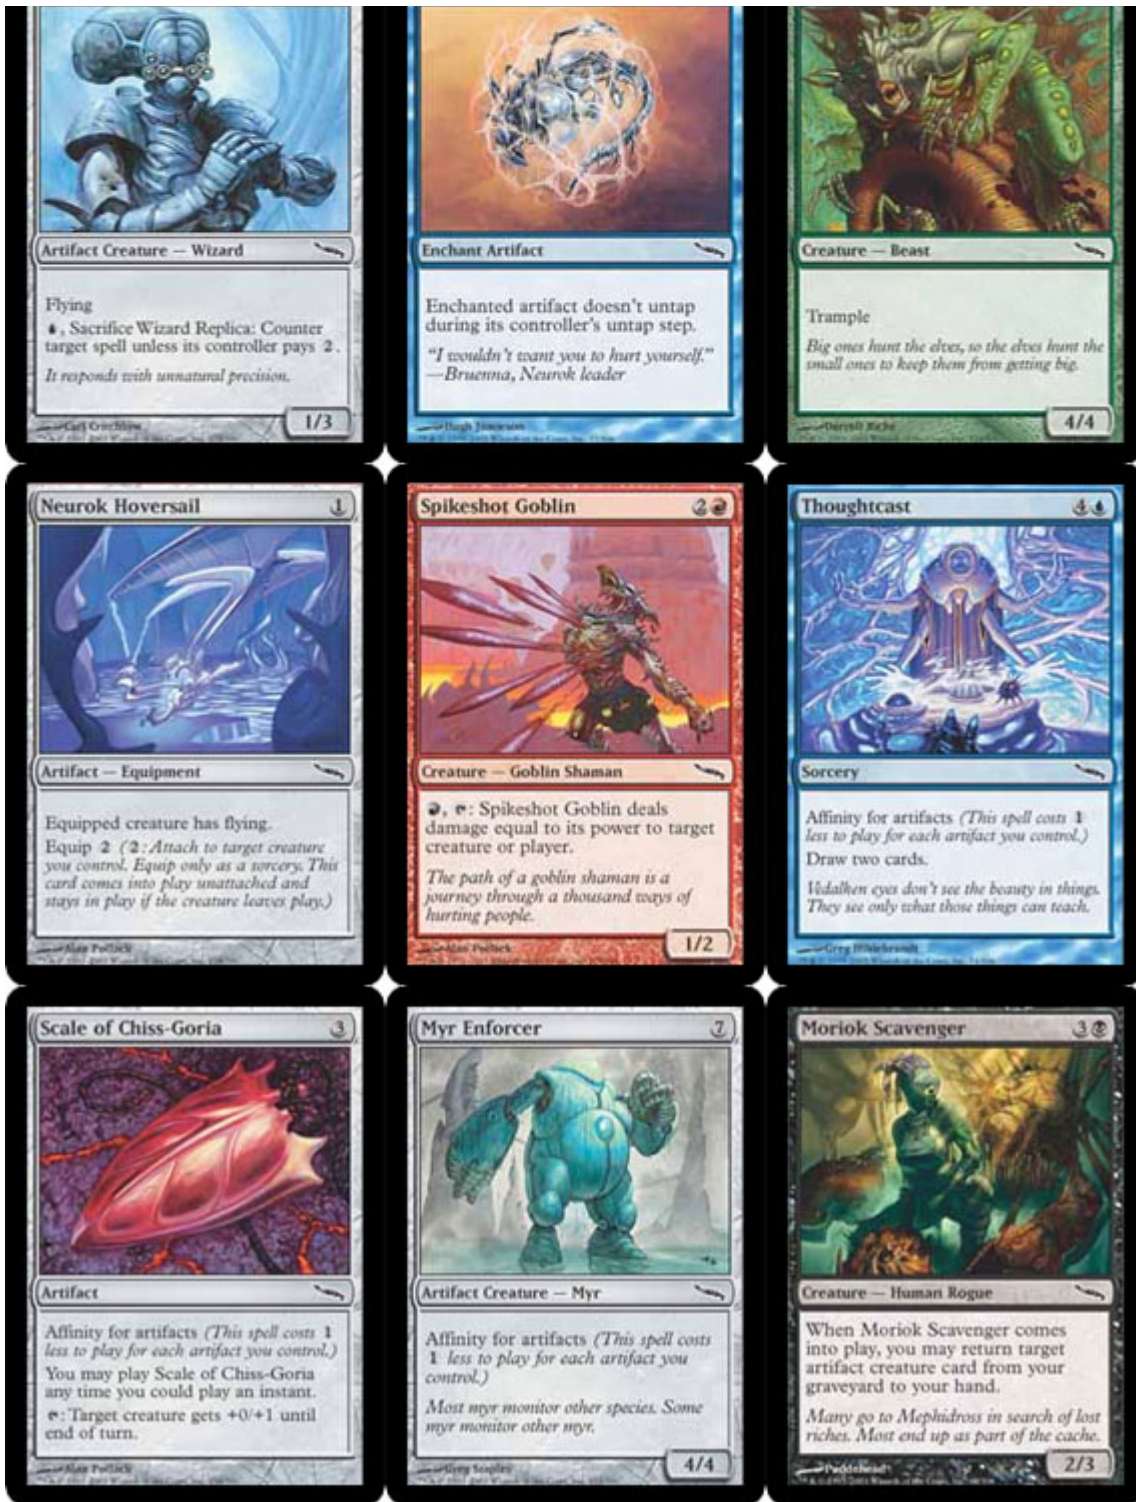 Artifact Creature — Wizard
Flying
, Sacrifice Wizard Replica: Counter
target spell unless its controller pays 2.
It responds with unnatural precision.
1/3
Carl Critchlow
Enchant Artifact
Enchanted artifact doesn't untap
during its controller's untap step.
"I wouldn't want you to hurt yourself."
—Bruenna, Neurok leader
Hugh Jamieson
Creature — Beast
Trample
Big ones hunt the elves, so the elves hunt the
small ones to keep them from getting big.
4/4
Darrell Riche
Neurok Hoversail 1
Artifact — Equipment
Equipped creature has flying.
Equip 2 (2: Attach to target creature
you control. Equip only as a sorcery. This
card comes into play unattached and
stays in play if the creature leaves play.)
Alan Pollack
Spikeshot Goblin 2
Creature — Goblin Shaman
, : Spikeshot Goblin deals
damage equal to its power to target
creature or player.
The path of a goblin shaman is a
journey through a thousand ways of
hurting people.
1/2
Alan Pollack
Thoughtcast 4
Sorcery
Affinity for artifacts (This spell costs 1
less to play for each artifact you control.)
Draw two cards.
Vedalken eyes don't see the beauty in things.
They see only what those things can teach.
Greg Hildebrandt
Scale of Chiss-Goria 3
Artifact
Affinity for artifacts (This spell costs 1
less to play for each artifact you control.)
You may play Scale of Chiss-Goria
any time you could play an instant.
: Target creature gets +0/+1 until
end of turn.
Alan Pollack
Myr Enforcer 7
Artifact Creature — Myr
Affinity for artifacts (This spell costs
1 less to play for each artifact you
control.)
Most myr monitor other species. Some
myr monitor other myr.
4/4
Greg Staples
Moriok Scavenger 3
Creature — Human Rogue
When Moriok Scavenger comes
into play, you may return target
artifact creature card from your
graveyard to your hand.
Many go to Mephidross in search of lost
riches. Most end up as part of the cache.
2/3
Puddnhead